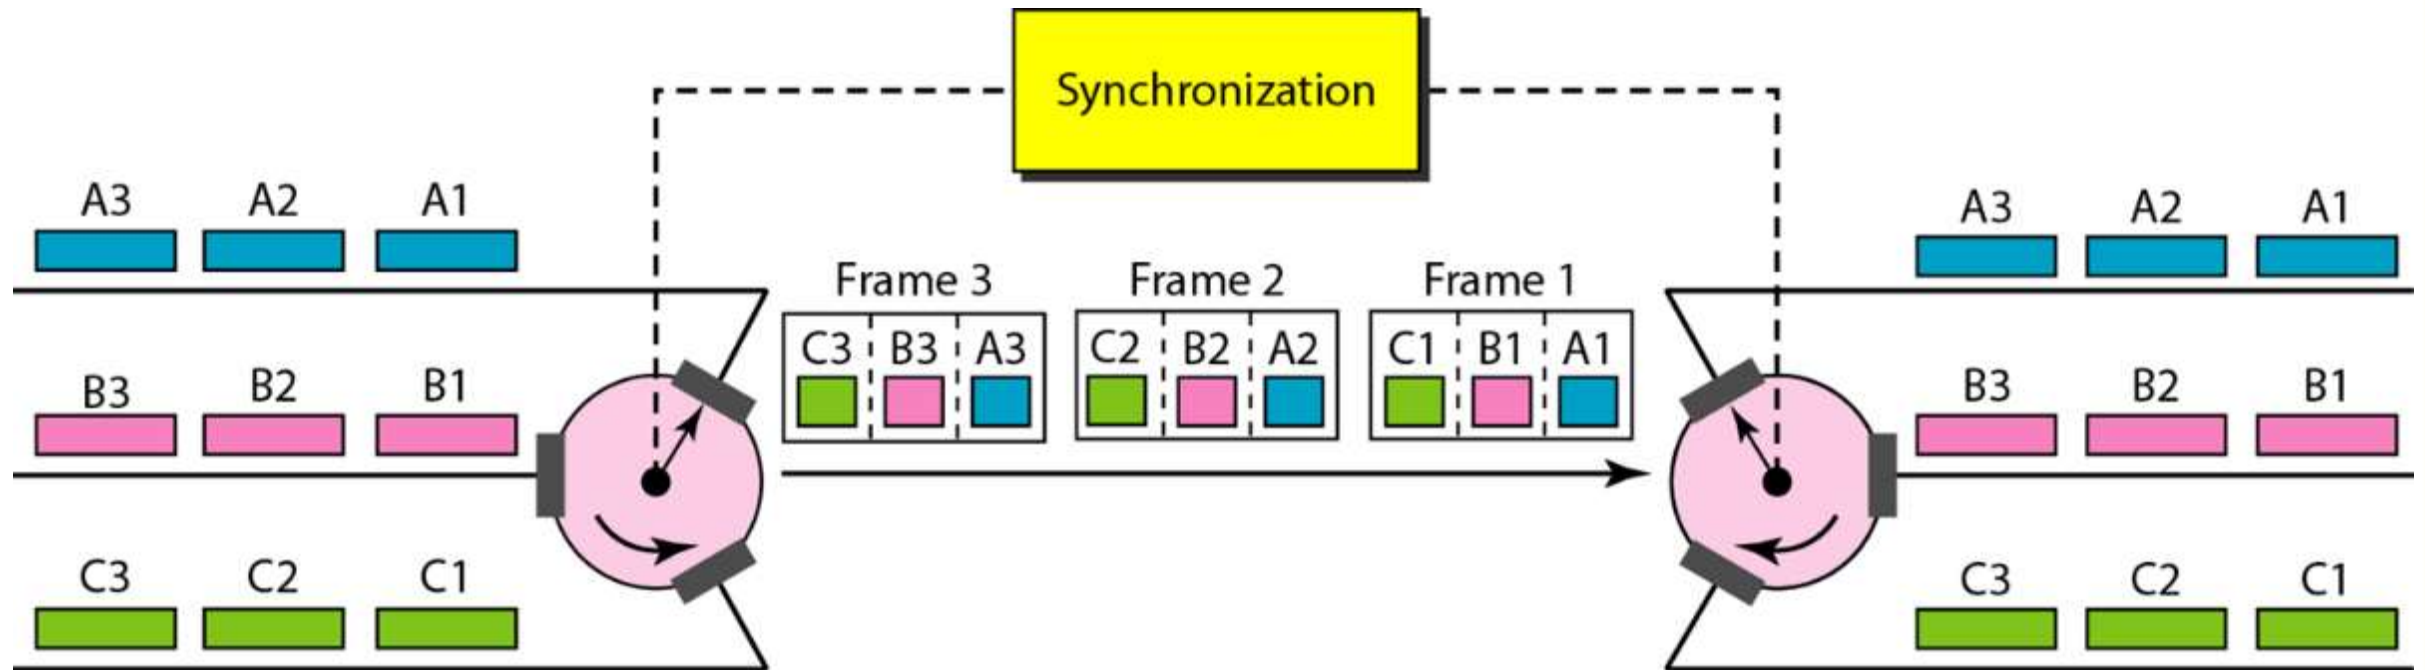 Synchronization
A3 A2 A1
A3 A2 A1
Frame 3 Frame 2 Frame 1
C3 B3 A3 C2 B2 A2 C1 B1 A1
B3 B2 B1
B3 B2 B1
C3 C2 C1
C3 C2 C1